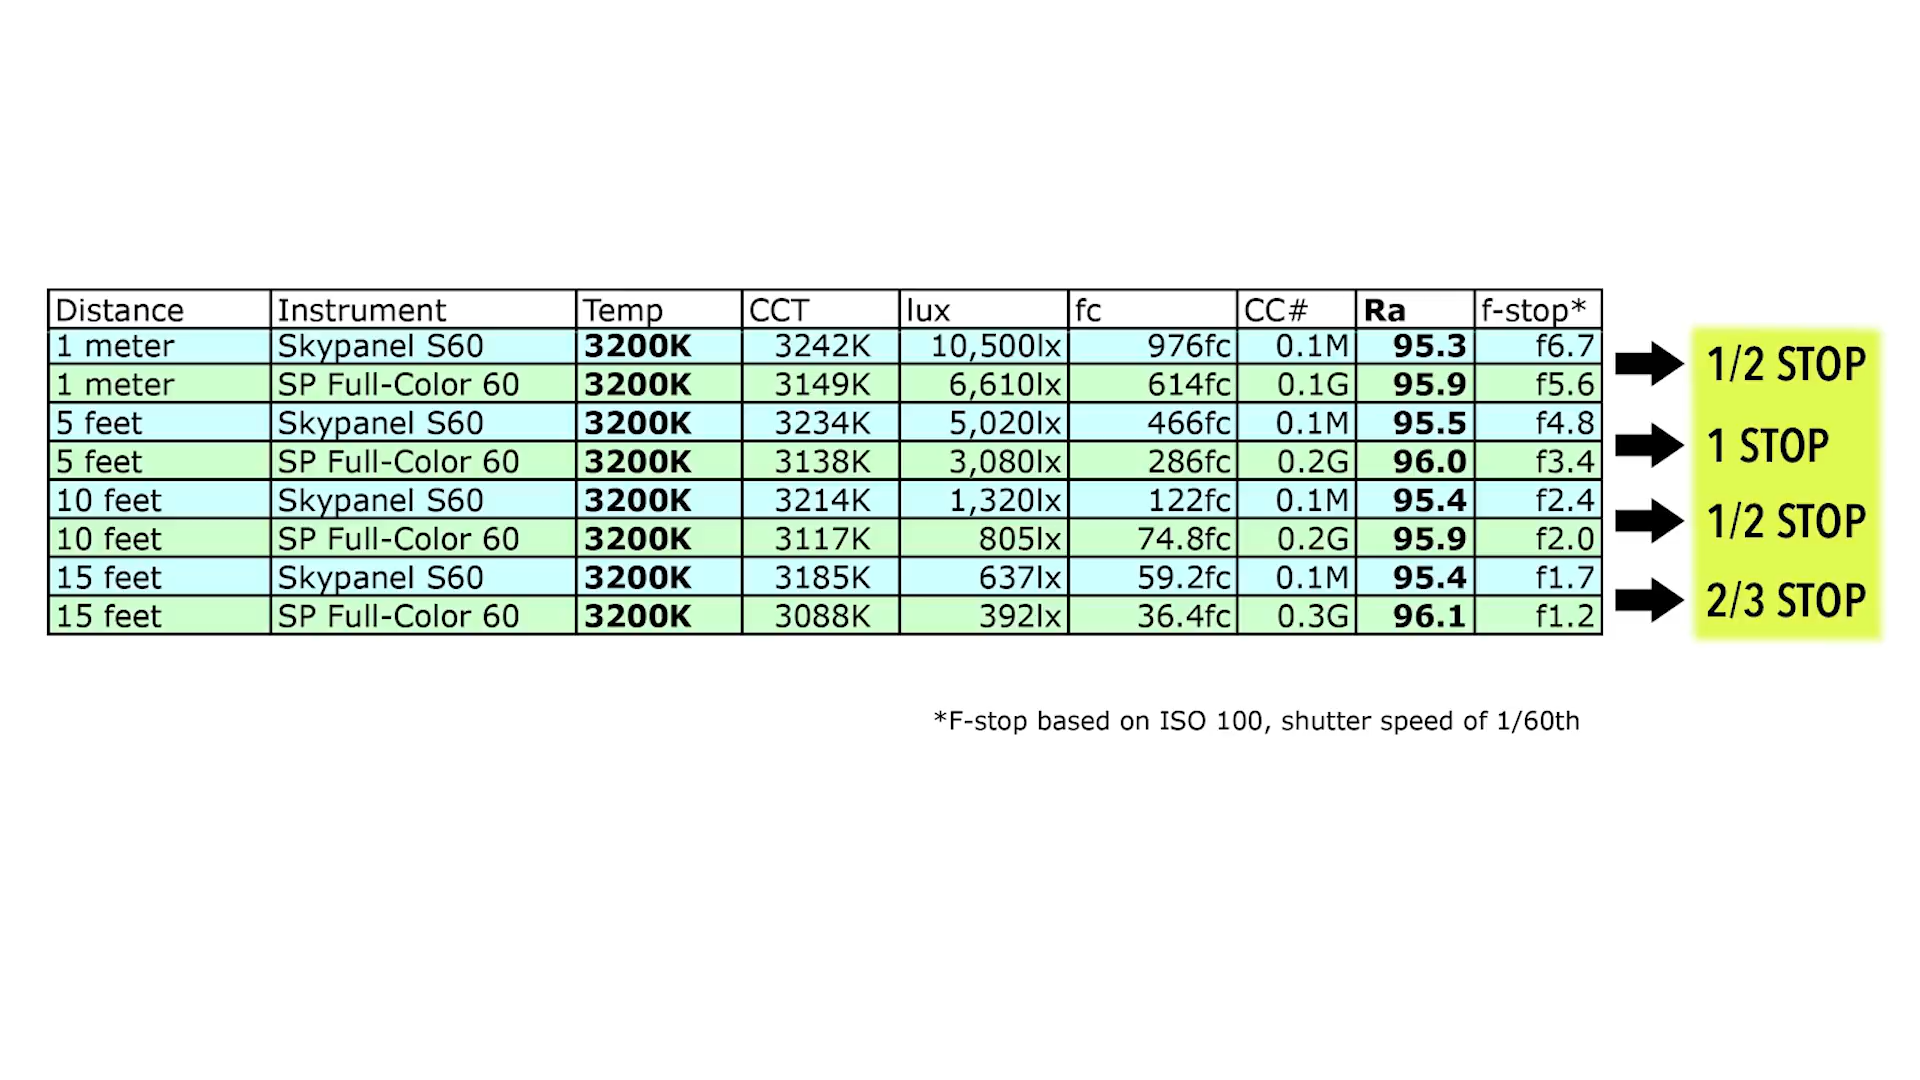 Distance Instrument Temp CCT lux fc CC# Ra f-stop*
1 meter Skypanel S60 3200K 3242K 10,500lx 976fc 0.1M 95.3 f6.7
1 meter SP Full-Color 60 3200K 3149K 6,610lx 614fc 0.1G 95.9 f5.6
1/2 STOP
5 feet Skypanel S60 3200K 3234K 5,020lx 466fc 0.1M 95.5 f4.8
5 feet SP Full-Color 60 3200K 3138K 3,080lx 286fc 0.2G 96.0 f3.4
1 STOP
10 feet Skypanel S60 3200K 3214K 1,320lx 122fc 0.1M 95.4 f2.4
10 feet SP Full-Color 60 3200K 3117K 805lx 74.8fc 0.2G 95.9 f2.0
1/2 STOP
15 feet Skypanel S60 3200K 3185K 637lx 59.2fc 0.1M 95.4 f1.7
15 feet SP Full-Color 60 3200K 3088K 392lx 36.4fc 0.3G 96.1 f1.2
2/3 STOP
*F-stop based on ISO 100, shutter speed of 1/60th